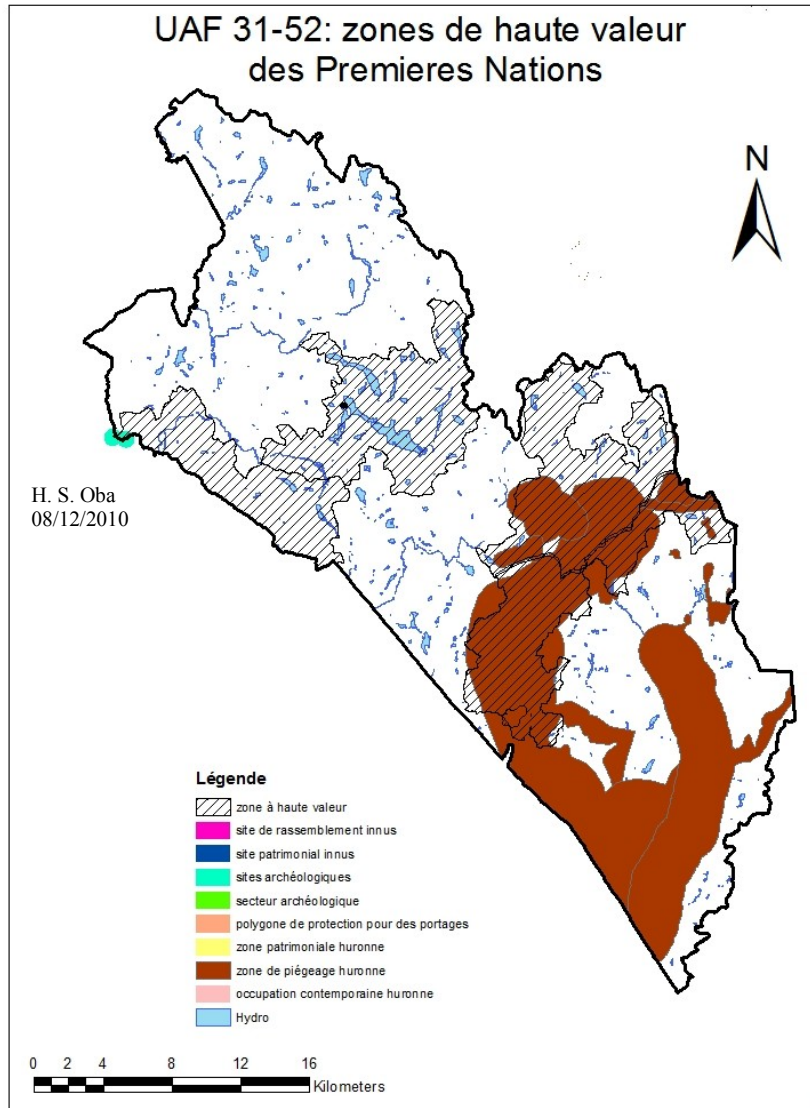 UAF 31-52: zones de haute valeur
des Premieres Nations
N
H. S. Oba
08/12/2010
Légende
zone à haute valeur
site de rassemblement innus
site patrimonial innus
sites archéologiques
secteur archéologique
polygone de protection pour des portages
zone patrimoniale huronne
zone de piégeage huronne
occupation contemporaine huronne
Hydro
0 2 4 8 12 16
Kilometers